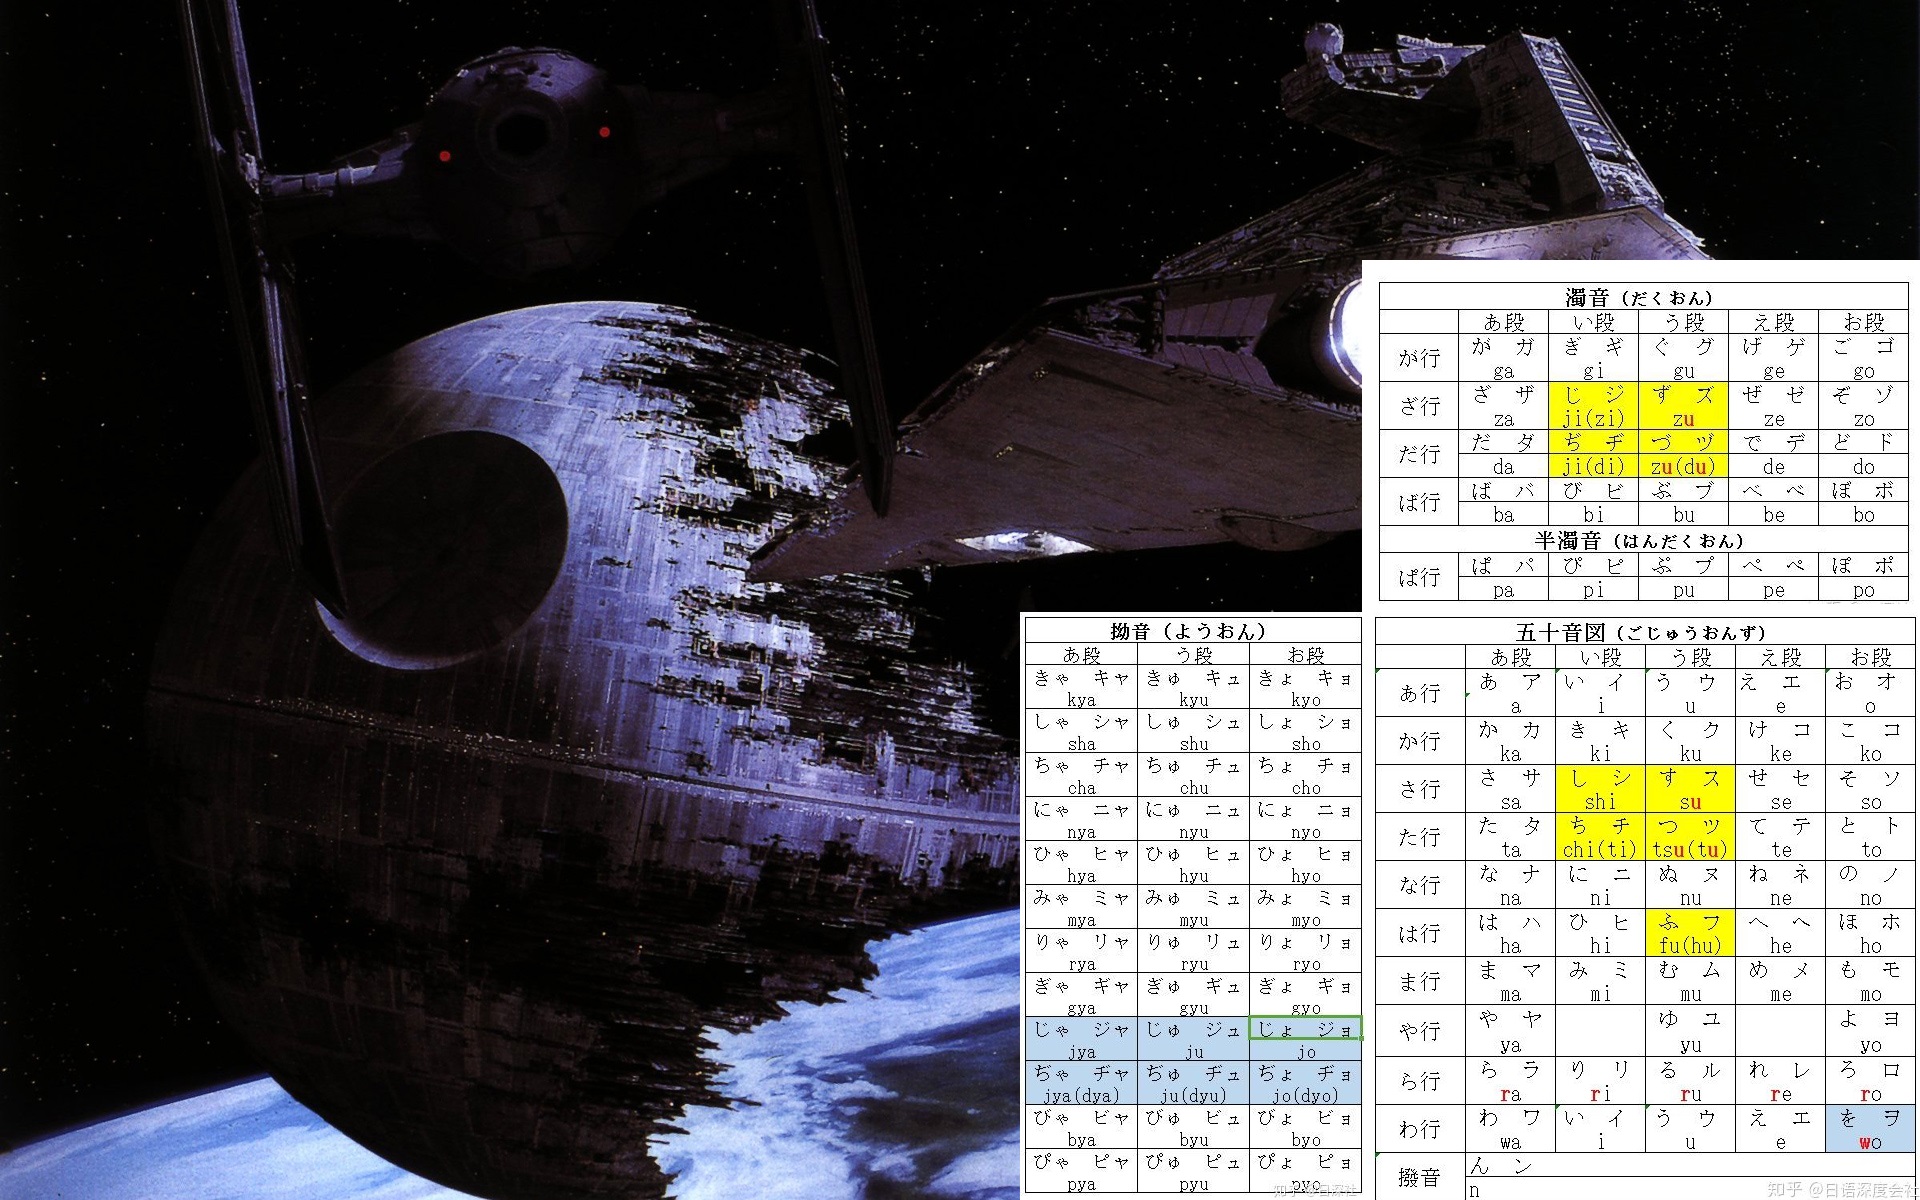 濁音（だくおん）
あ段 い段 う段 え段 お段
が行 が ガ ぎ ギ ぐ グ げ ゲ ご ゴ
ga gi gu ge go
ざ行 ざ ザ じ ジ ず ズ ぜ ゼ ぞ ゾ
za ji(zi) zu ze zo
だ行 だ ダ ぢ ヂ づ ヅ で デ ど ド
da ji(di) zu(du) de do
ば行 ば バ び ビ ぶ ブ べ ベ ぼ ボ
ba bi bu be bo
半濁音（はんだくおん）
ぱ行 ぱ パ ぴ ピ ぷ プ ぺ ペ ぽ ポ
pa pi pu pe po
拗音（ようおん）
あ段 う段 お段
きゃ キャ きゅ キュ きょ キョ
kya kyu kyo
しゃ シャ しゅ シュ しょ ショ
sha shu sho
ちゃ チャ ちゅ チュ ちょ チョ
cha chu cho
にゃ ニャ にゅ ニュ にょ ニョ
nya nyu nyo
ひゃ ヒャ ひゅ ヒュ ひょ ヒョ
hya hyu hyo
みゃ ミャ みゅ ミュ みょ ミョ
mya myu myo
りゃ リャ りゅ リュ りょ リョ
rya ryu ryo
ぎゃ ギャ ぎゅ ギュ ぎょ ギョ
gya gyu gyo
じゃ ジャ じゅ ジュ じょ ジョ
jya ju jo
ぢゃ ヂャ ぢゅ ヂュ ぢょ ヂョ
jya(dya) ju(dyu) jo(dyo)
びゃ ビャ びゅ ビュ びょ ビョ
bya byu byo
ぴゃ ピャ ぴゅ ピュ ぴょ ピョ
pya pyu pyo
五十音図（ごじゅうおんず）
あ段 い段 う段 え段 お段
あ行 あ ア い イ う ウ え エ お オ
a i u e o
か行 か カ き キ く ク け コ こ コ
ka ki ku ke ko
さ行 さ サ し シ す ス せ セ そ ソ
sa shi su se so
た行 た タ ち チ つ ツ て テ と ト
ta chi(ti) tsu(tu) te to
な行 な ナ に ニ ぬ ヌ ね ネ の ノ
na ni nu ne no
は行 は ハ ひ ヒ ふ フ へ ヘ ほ ホ
ha hi fu(hu) he ho
ま行 ま マ み ミ む ム め メ も モ
ma mi mu me mo
や行 や ヤ ゆ ユ よ ヨ
ya yu yo
ら行 ら ラ り リ る ル れ レ ろ ロ
ra ri ru re ro
わ行 わ ワ い イ う ウ え エ を ヲ
wa i u e wo
撥音 ん ン
n
知乎 @日语深度会社